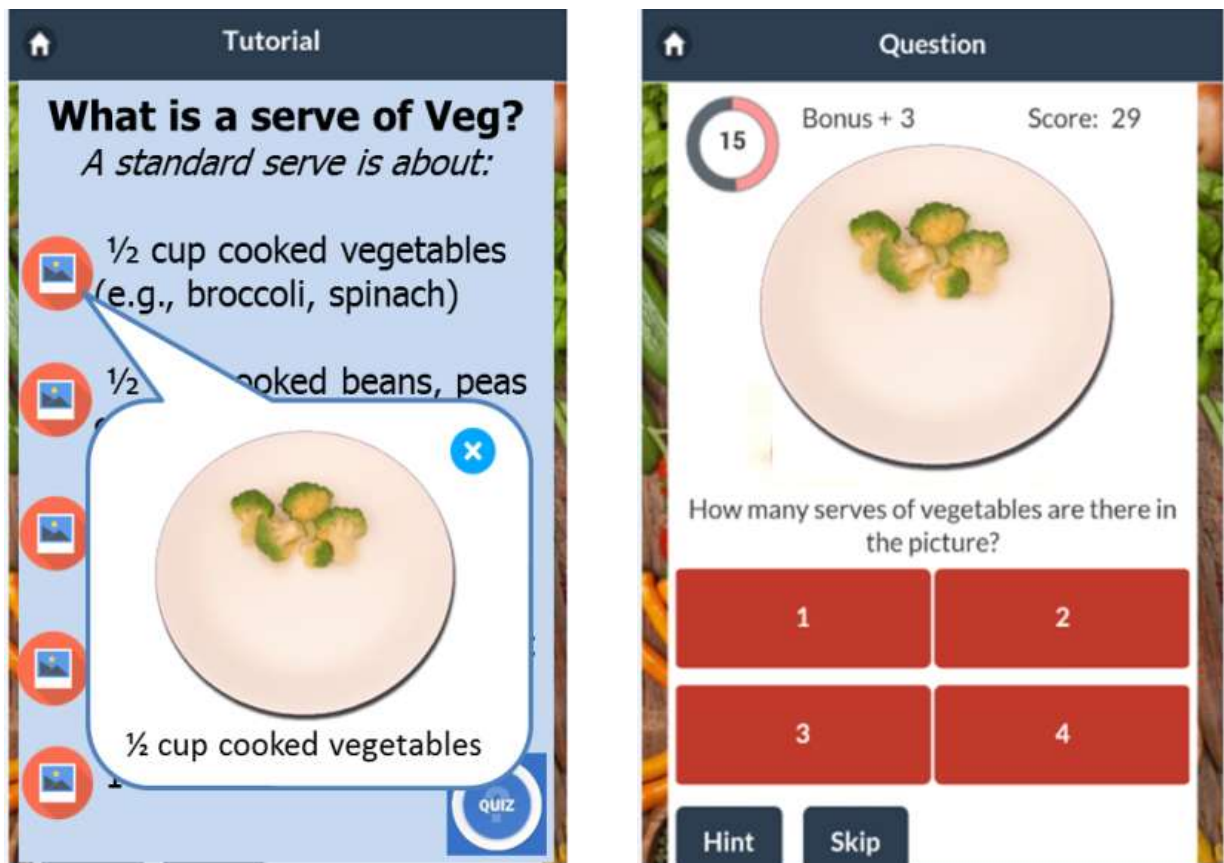 Tutorial
What is a serve of Veg?
A standard serve is about:
½ cup cooked vegetables
(e.g., broccoli, spinach)
½ beans, peas
½ cup cooked vegetables
QUIZ
Question
15
Bonus + 3
Score: 29
How many serves of vegetables are there in
the picture?
1
2
3
4
Hint
Skip